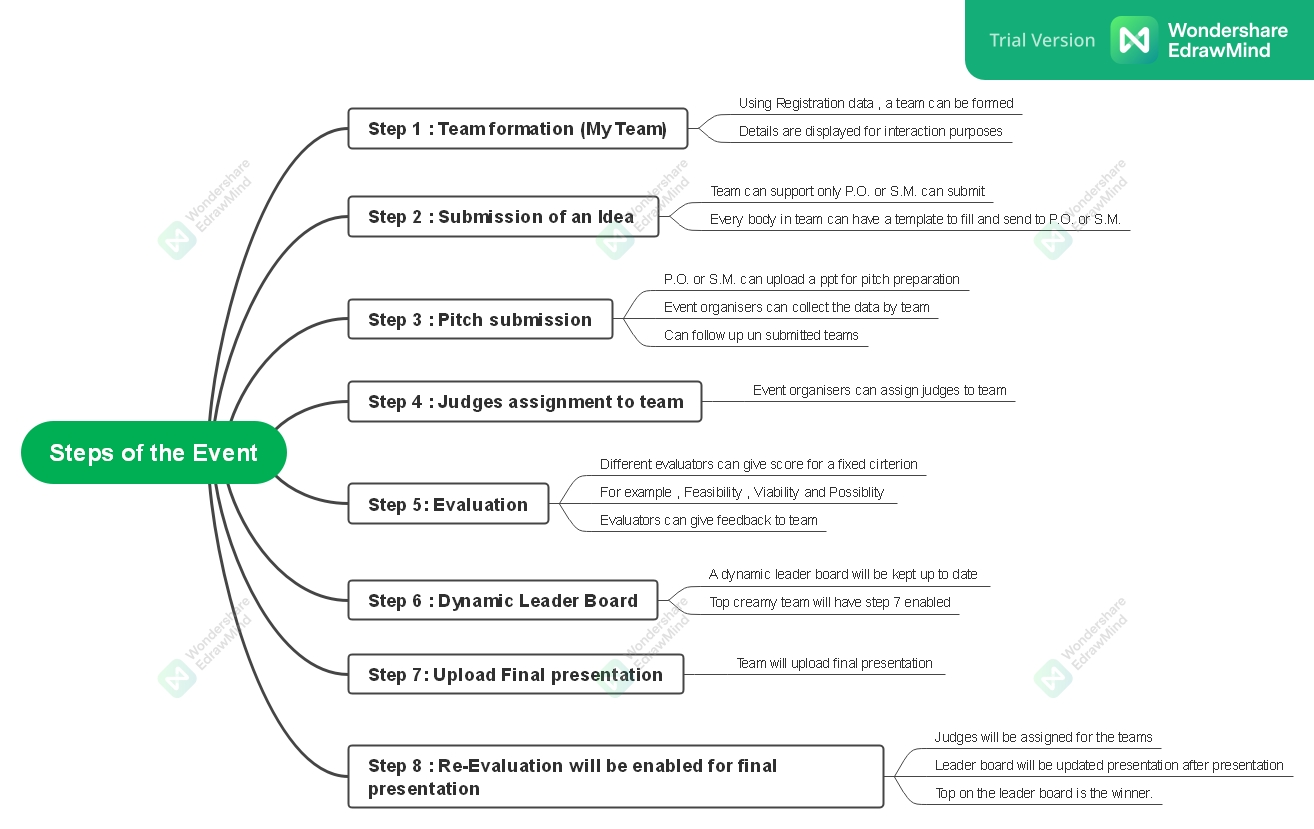 Trial Version
Wondershare
EdrawMind
Steps of the Event
Step 1 : Team formation (My Team)
Using Registration data , a team can be formed
Details are displayed for interaction purposes
Step 2 : Submission of an Idea
Team can support only P.O. or S.M. can submit
Every body in team can have a template to fill and send to P.O. or S.M.
Step 3 : Pitch submission
P.O. or S.M. can upload a ppt for pitch preparation
Event organisers can collect the data by team
Can follow up un submitted teams
Step 4 : Judges assignment to team
Event organisers can assign judges to team
Step 5: Evaluation
Different evaluators can give score for a fixed cirterion
For example , Feasibility , Viability and Possiblity
Evaluators can give feedback to team
Step 6 : Dynamic Leader Board
A dynamic leader board will be kept up to date
Top creamy team will have step 7 enabled
Step 7: Upload Final presentation
Team will upload final presentation
Step 8 : Re-Evaluation will be enabled for final
presentation
Judges will be assigned for the teams
Leader board will be updated presentation after presentation
Top on the leader board is the winner.
Wondershare
EdrawMind
Wondershare
EdrawMind
Wondershare
EdrawMind
Wondershare
EdrawMind
Wondershare
EdrawMind
Wondershare
EdrawMind